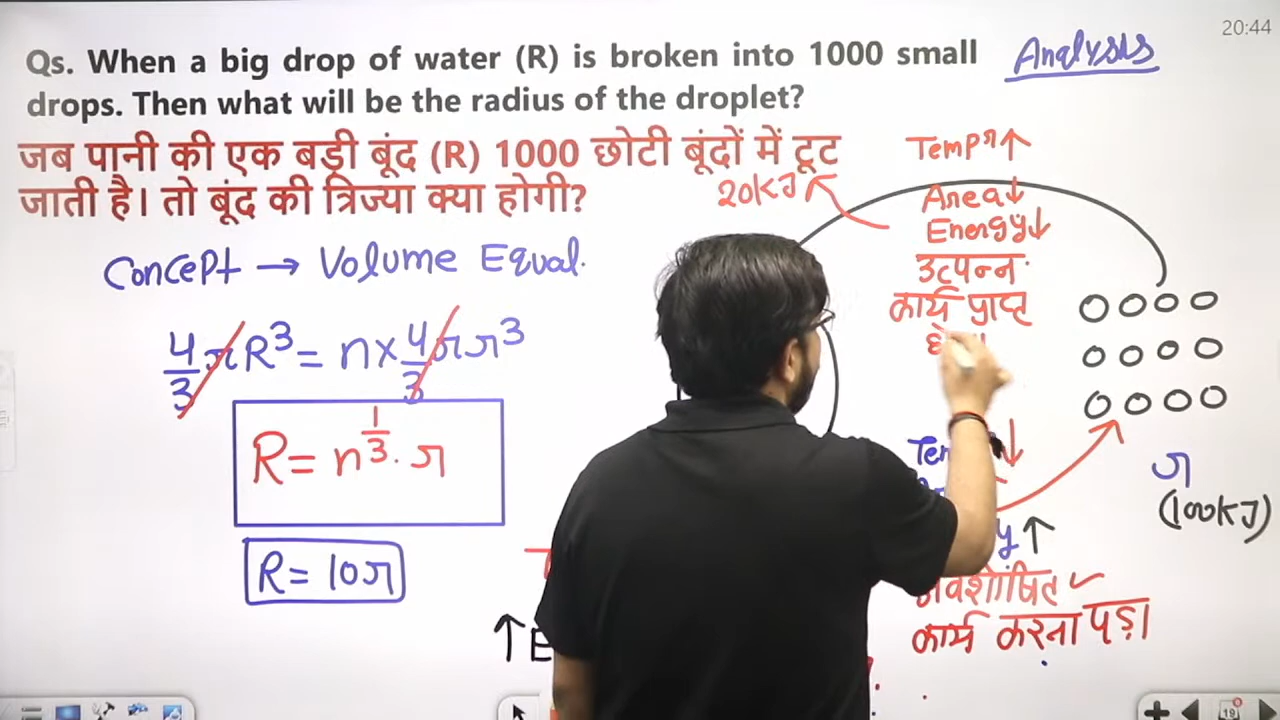 20:44
Qs. When a big drop of water (R) is broken into 1000 small
drops. Then what will be the radius of the droplet?
Analysis
जब पानी की एक बड़ी बूंद (R) 1000 छोटी बूंदों में टूट
जाती है। तो बूंद की त्रिज्या क्या होगी?
Concept → Volume Equal.
4/3 πR³ = n × 4/3 πr³
R = n^1/3 . r
R = 10r
↑E
Tempr ↑
20KJ
Area ↓
Energy ↓
उत्पन्न
कार्य प्राप्त
↓
y ↑
अवशोषित ✓
कार्य करना पड़ा
r
(100KJ)
19